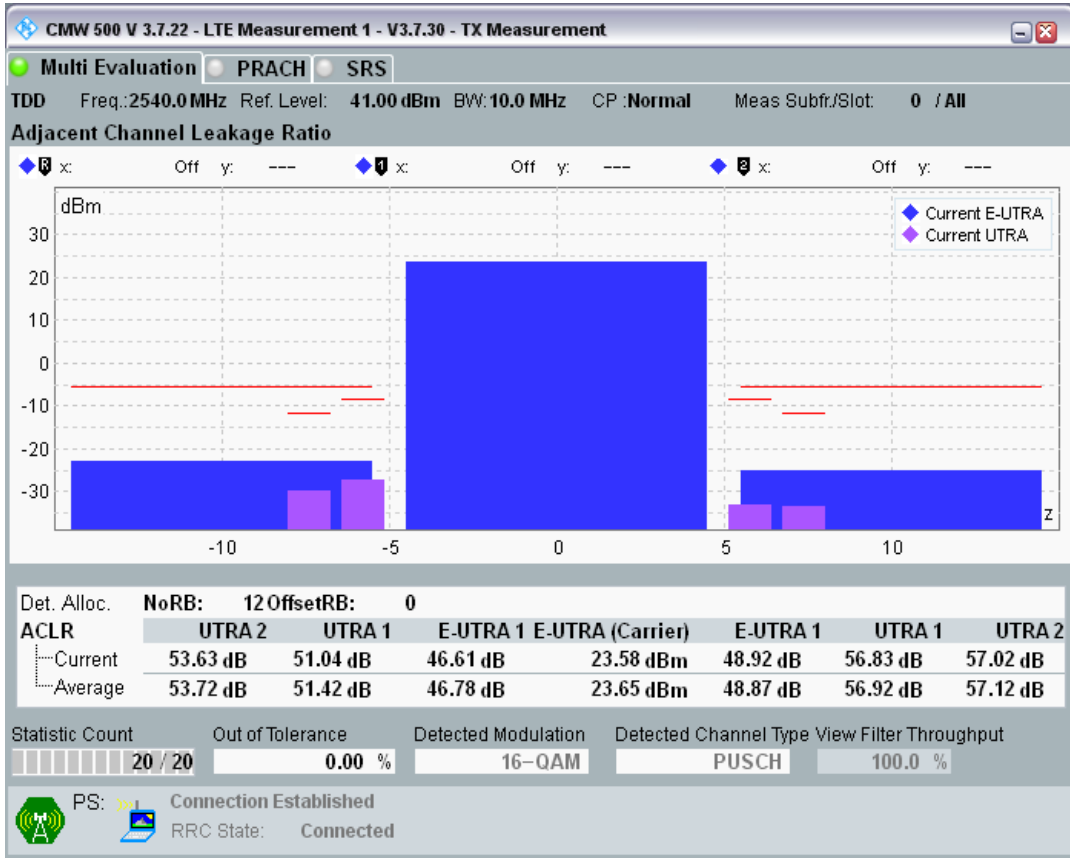 CMW 500 V 3.7.22 - LTE Measurement 1 - V3.7.30 - TX Measurement
Multi Evaluation PRACH SRS
TDD Freq.:2540.0 MHz Ref. Level: 41.00 dBm BW: 10.0 MHz CP :Normal Meas Subfr./Slot: 0 / All
Adjacent Channel Leakage Ratio
R x: Off y: --- 1 x: Off y: --- 2 x: Off y: ---
dBm
Current E-UTRA
Current UTRA
30
20
10
0
-10
-20
-30
z
-10 -5 0 5 10
Det. Alloc. NoRB: 12 OffsetRB: 0
ACLR UTRA 2 UTRA 1 E-UTRA 1 E-UTRA (Carrier) E-UTRA 1 UTRA 1 UTRA 2
Current 53.63 dB 51.04 dB 46.61 dB 23.58 dBm 48.92 dB 56.83 dB 57.02 dB
Average 53.72 dB 51.42 dB 46.78 dB 23.65 dBm 48.87 dB 56.92 dB 57.12 dB
Statistic Count Out of Tolerance Detected Modulation Detected Channel Type View Filter Throughput
20 / 20 0.00 % 16-QAM PUSCH 100.0 %
PS: Connection Established
RRC State: Connected